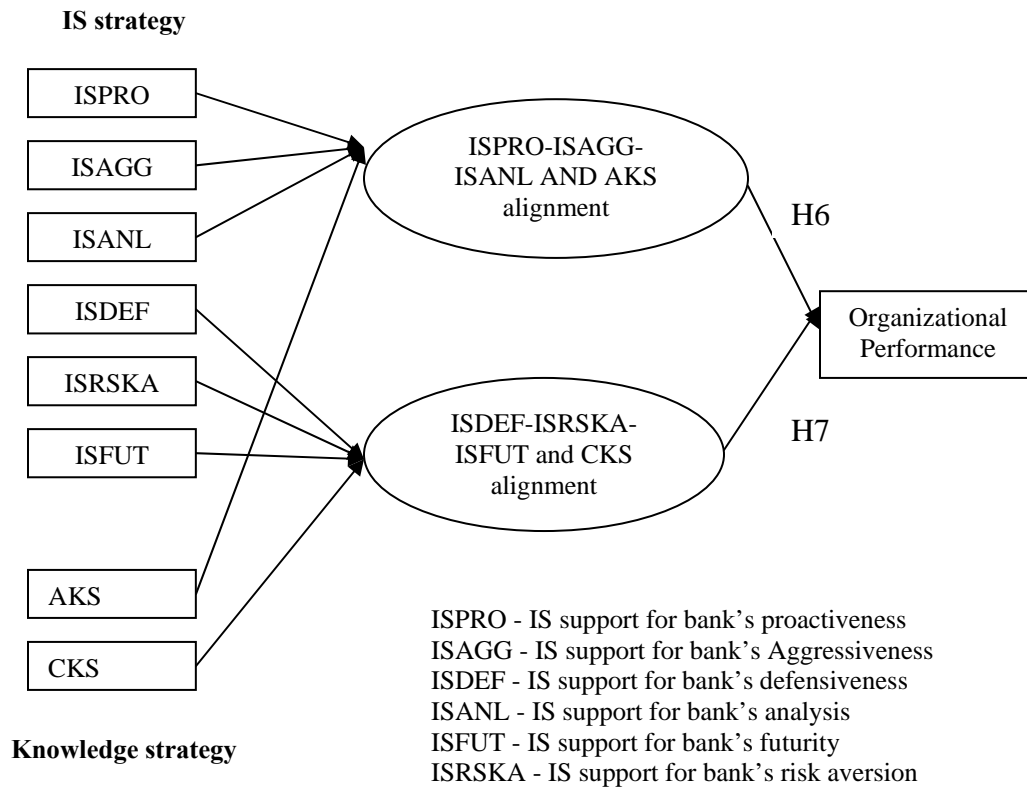 IS strategy
ISPRO
ISAGG
ISANL
ISDEF
ISRSKA
ISFUT
AKS
CKS
Knowledge strategy
ISPRO-ISAGG-
ISANL AND AKS
alignment
ISDEF-ISRSKA-
ISFUT and CKS
alignment
H6
H7
Organizational
Performance
ISPRO - IS support for bank’s proactiveness
ISAGG - IS support for bank’s Aggressiveness
ISDEF - IS support for bank’s defensiveness
ISANL - IS support for bank’s analysis
ISFUT - IS support for bank’s futurity
ISRSKA - IS support for bank’s risk aversion